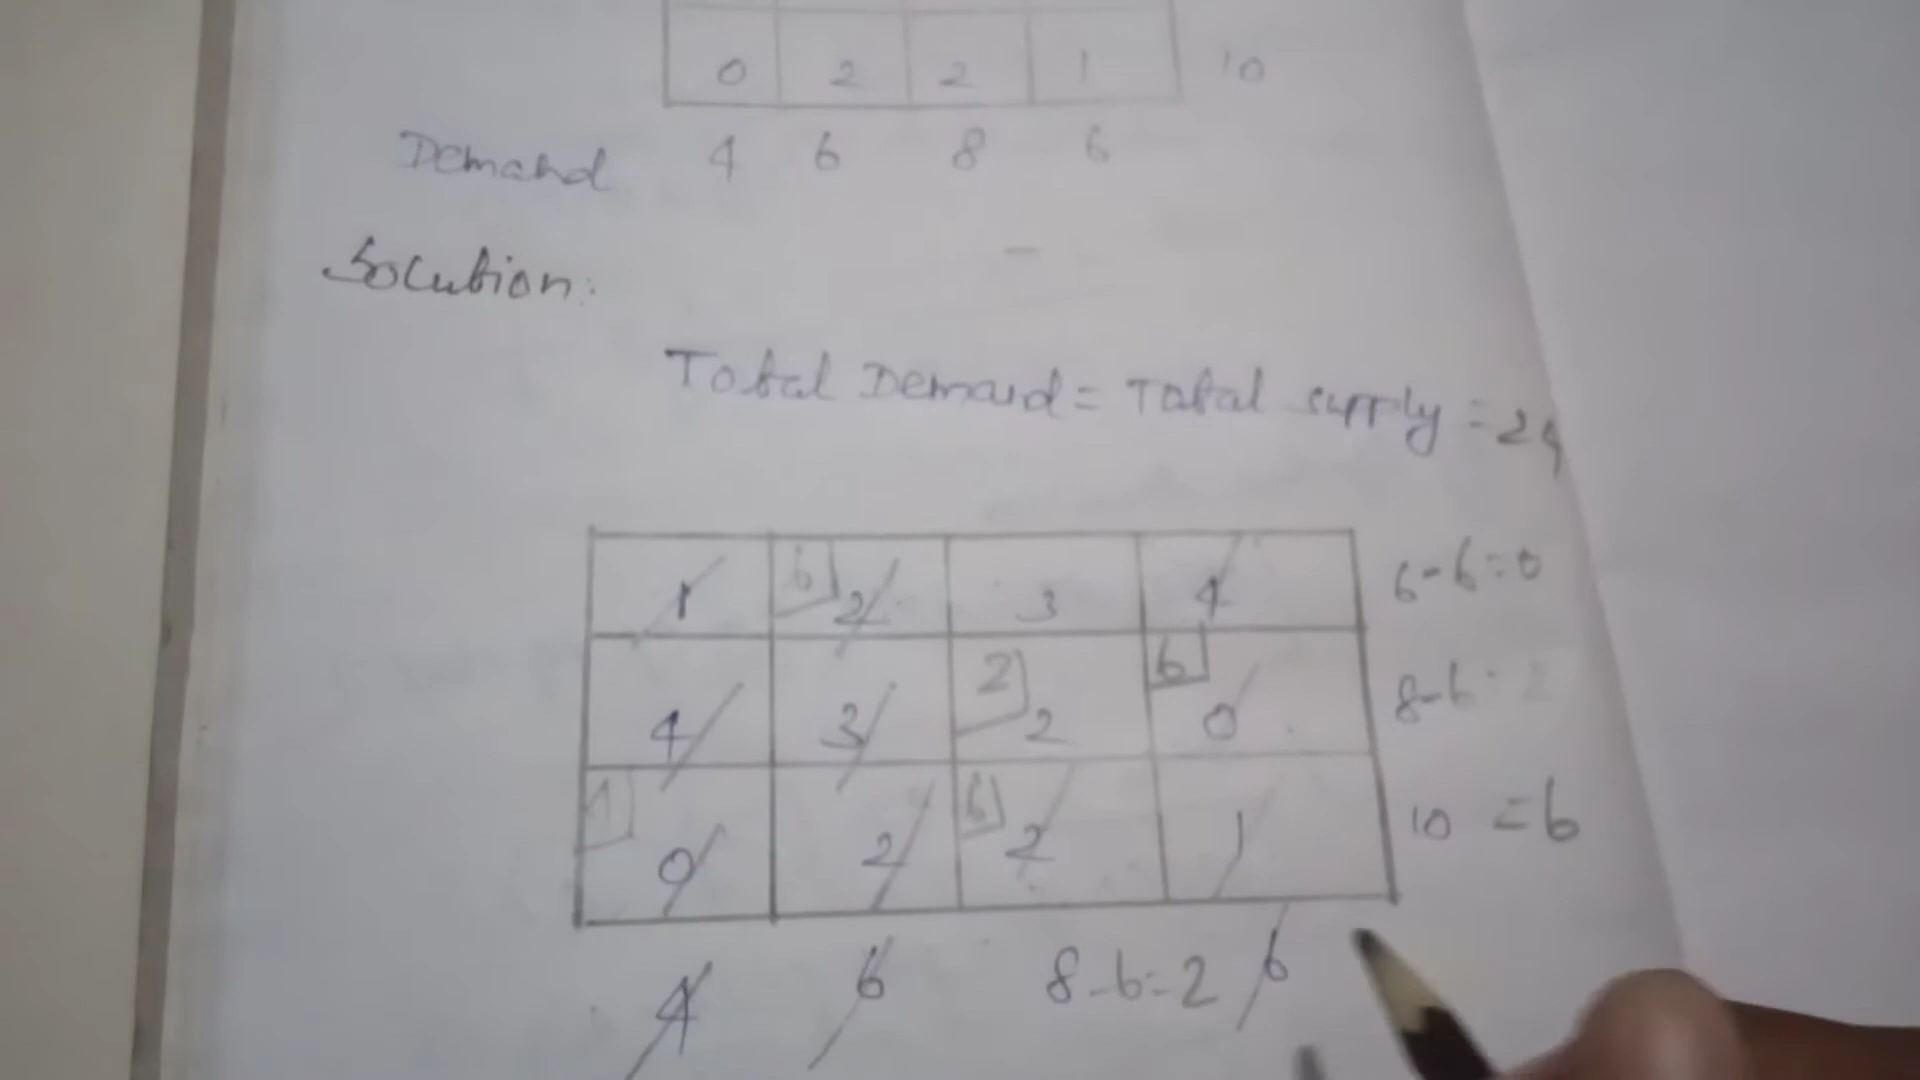 0 2 2 1 10
Demand 4 6 8 6
Solution:
Total Demand = Total supply = 24
1 6 2 3 4 6-6=0
4 3 2 2 6 0 8-6=2
4 0 2 6 2 1 10 = 6
4 6 8-6=2 6